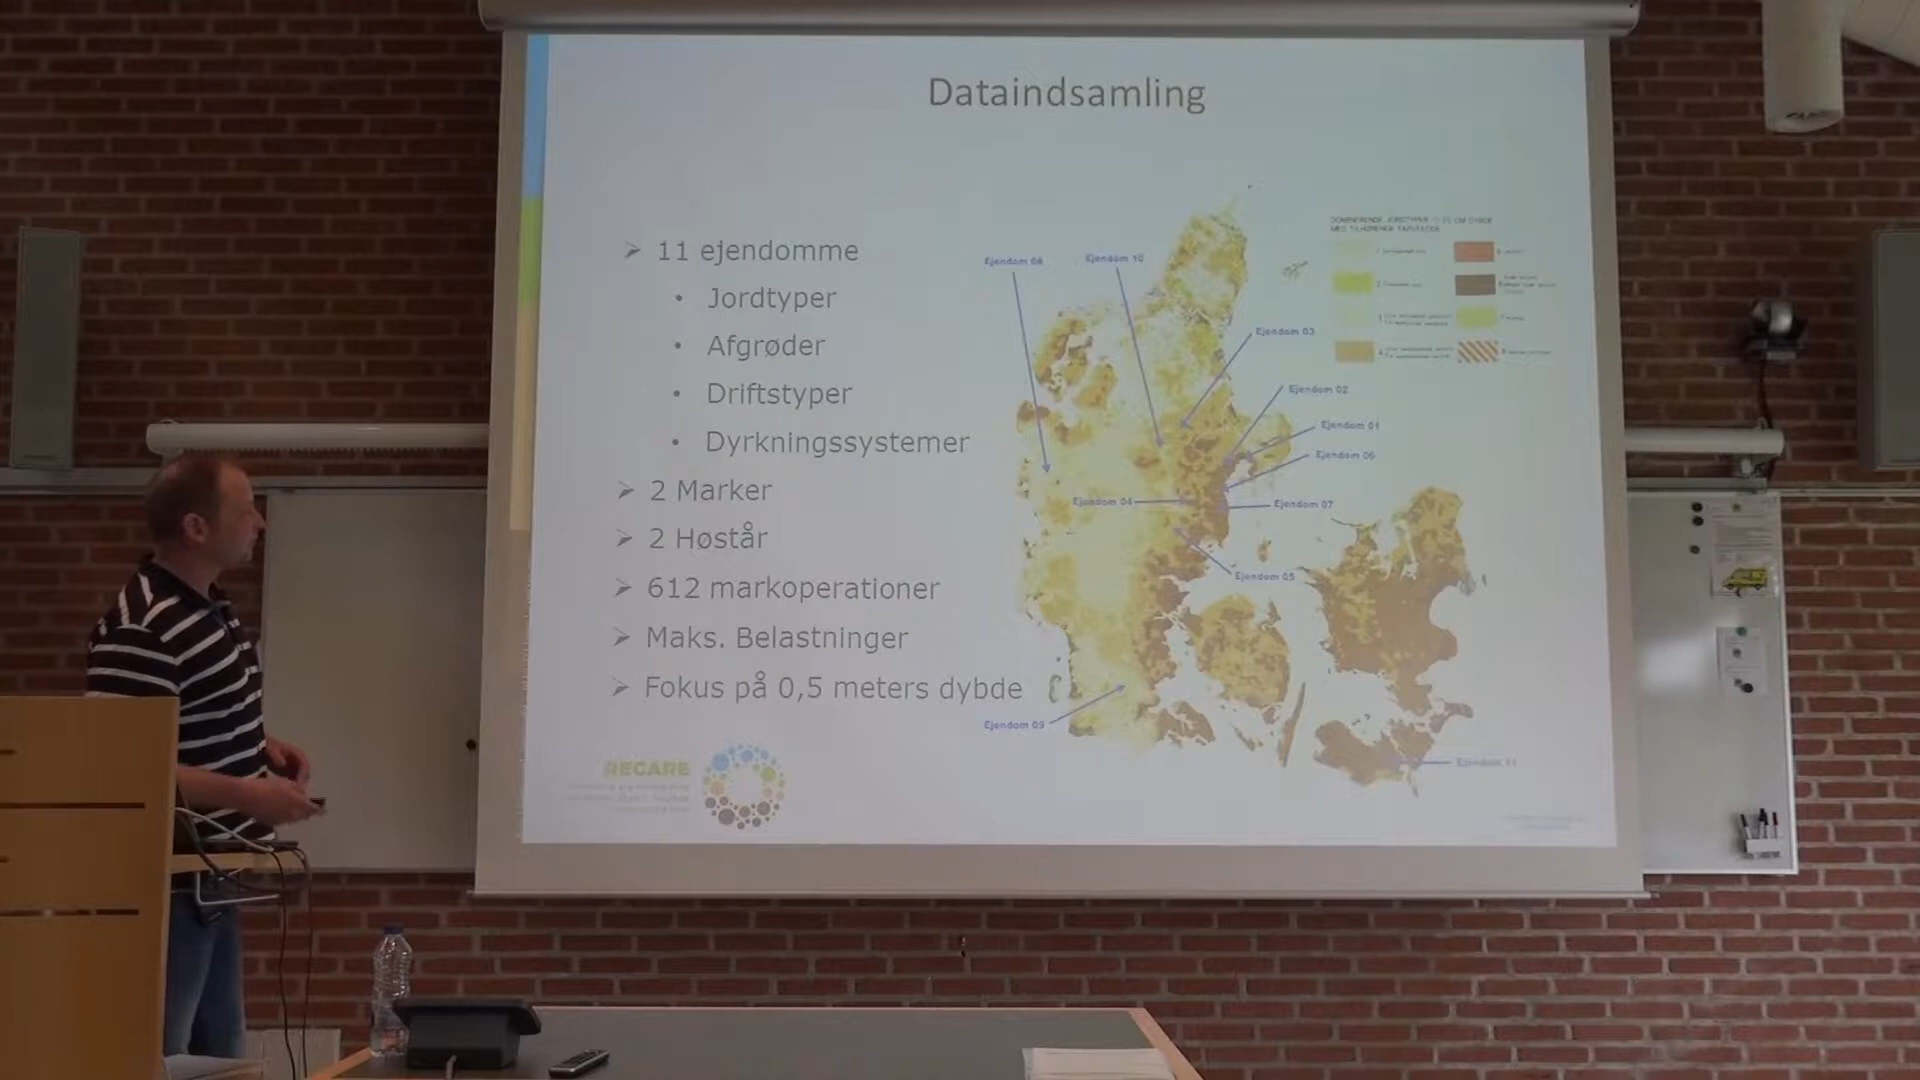 Dataindsamling
11 ejendomme
Jordtyper
Afgrøder
Driftstyper
Dyrkningssystemer
2 Marker
2 Høstår
612 markoperationer
Maks. Belastninger
Fokus på 0,5 meters dybde
Ejendom 08
Ejendom 10
Ejendom 03
Ejendom 02
Ejendom 01
Ejendom 06
Ejendom 04
Ejendom 07
Ejendom 05
Ejendom 09
Ejendom 11
RECARE